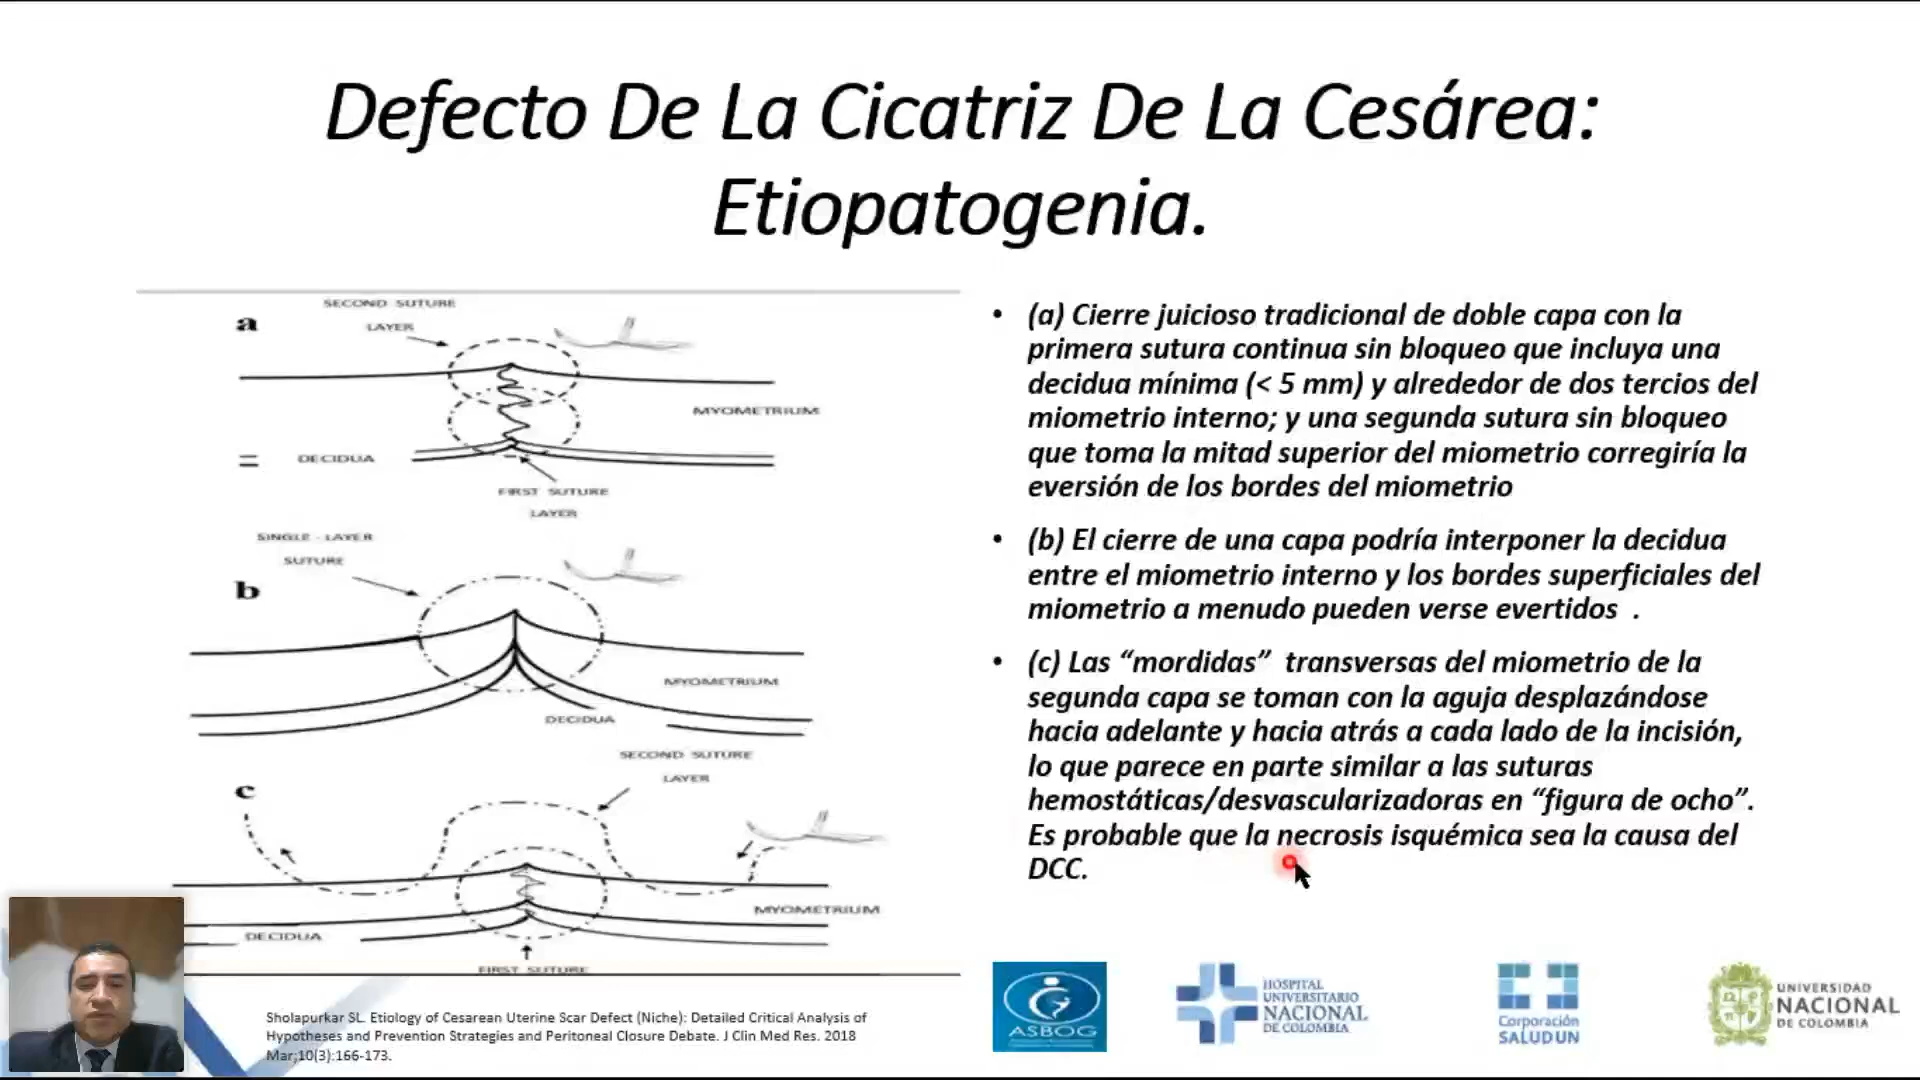 Defecto De La Cicatriz De La Cesárea:
Etiopatogenia.
SECOND SUTURE
LAYER
a
MYOMETRIUM
DECIDUA
FIRST SUTURE
LAYER
SINGLE - LAYER
SUTURE
b
MYOMETRIUM
DECIDUA
SECOND SUTURE
LAYER
c
MYOMETRIUM
DECIDUA
FIRST SUTURE
• (a) Cierre juicioso tradicional de doble capa con la
primera sutura continua sin bloqueo que incluya una
decidua mínima (< 5 mm) y alrededor de dos tercios del
miometrio interno; y una segunda sutura sin bloqueo
que toma la mitad superior del miometrio corregiría la
eversión de los bordes del miometrio
• (b) El cierre de una capa podría interponer la decidua
entre el miometrio interno y los bordes superficiales del
miometrio a menudo pueden verse evertidos .
• (c) Las “mordidas” transversas del miometrio de la
segunda capa se toman con la aguja desplazándose
hacia adelante y hacia atrás a cada lado de la incisión,
lo que parece en parte similar a las suturas
hemostáticas/desvascularizadoras en “figura de ocho”.
Es probable que la necrosis isquémica sea la causa del
DCC.
Sholapurkar SL. Etiology of Cesarean Uterine Scar Defect (Niche): Detailed Critical Analysis of
Hypotheses and Prevention Strategies and Peritoneal Closure Debate. J Clin Med Res. 2018
Mar;10(3):166-173.
ASBOG
HOSPITAL
UNIVERSITARIO
NACIONAL
DE COLOMBIA
Corporación
SALUD UN
UNIVERSIDAD
NACIONAL
DE COLOMBIA